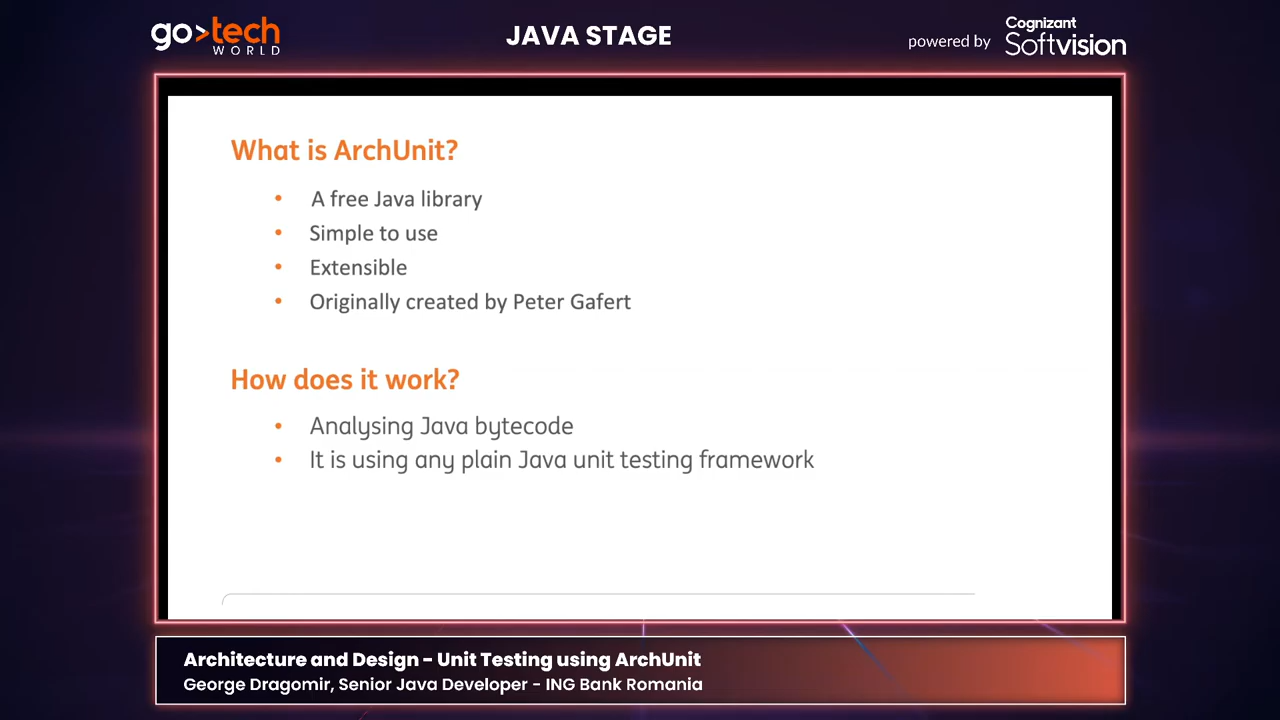 go>tech
WORLD
JAVA STAGE
powered by
Cognizant
Softvision
What is ArchUnit?
• A free Java library
• Simple to use
• Extensible
• Originally created by Peter Gafert
How does it work?
• Analysing Java bytecode
• It is using any plain Java unit testing framework
Architecture and Design - Unit Testing using ArchUnit
George Dragomir, Senior Java Developer - ING Bank Romania